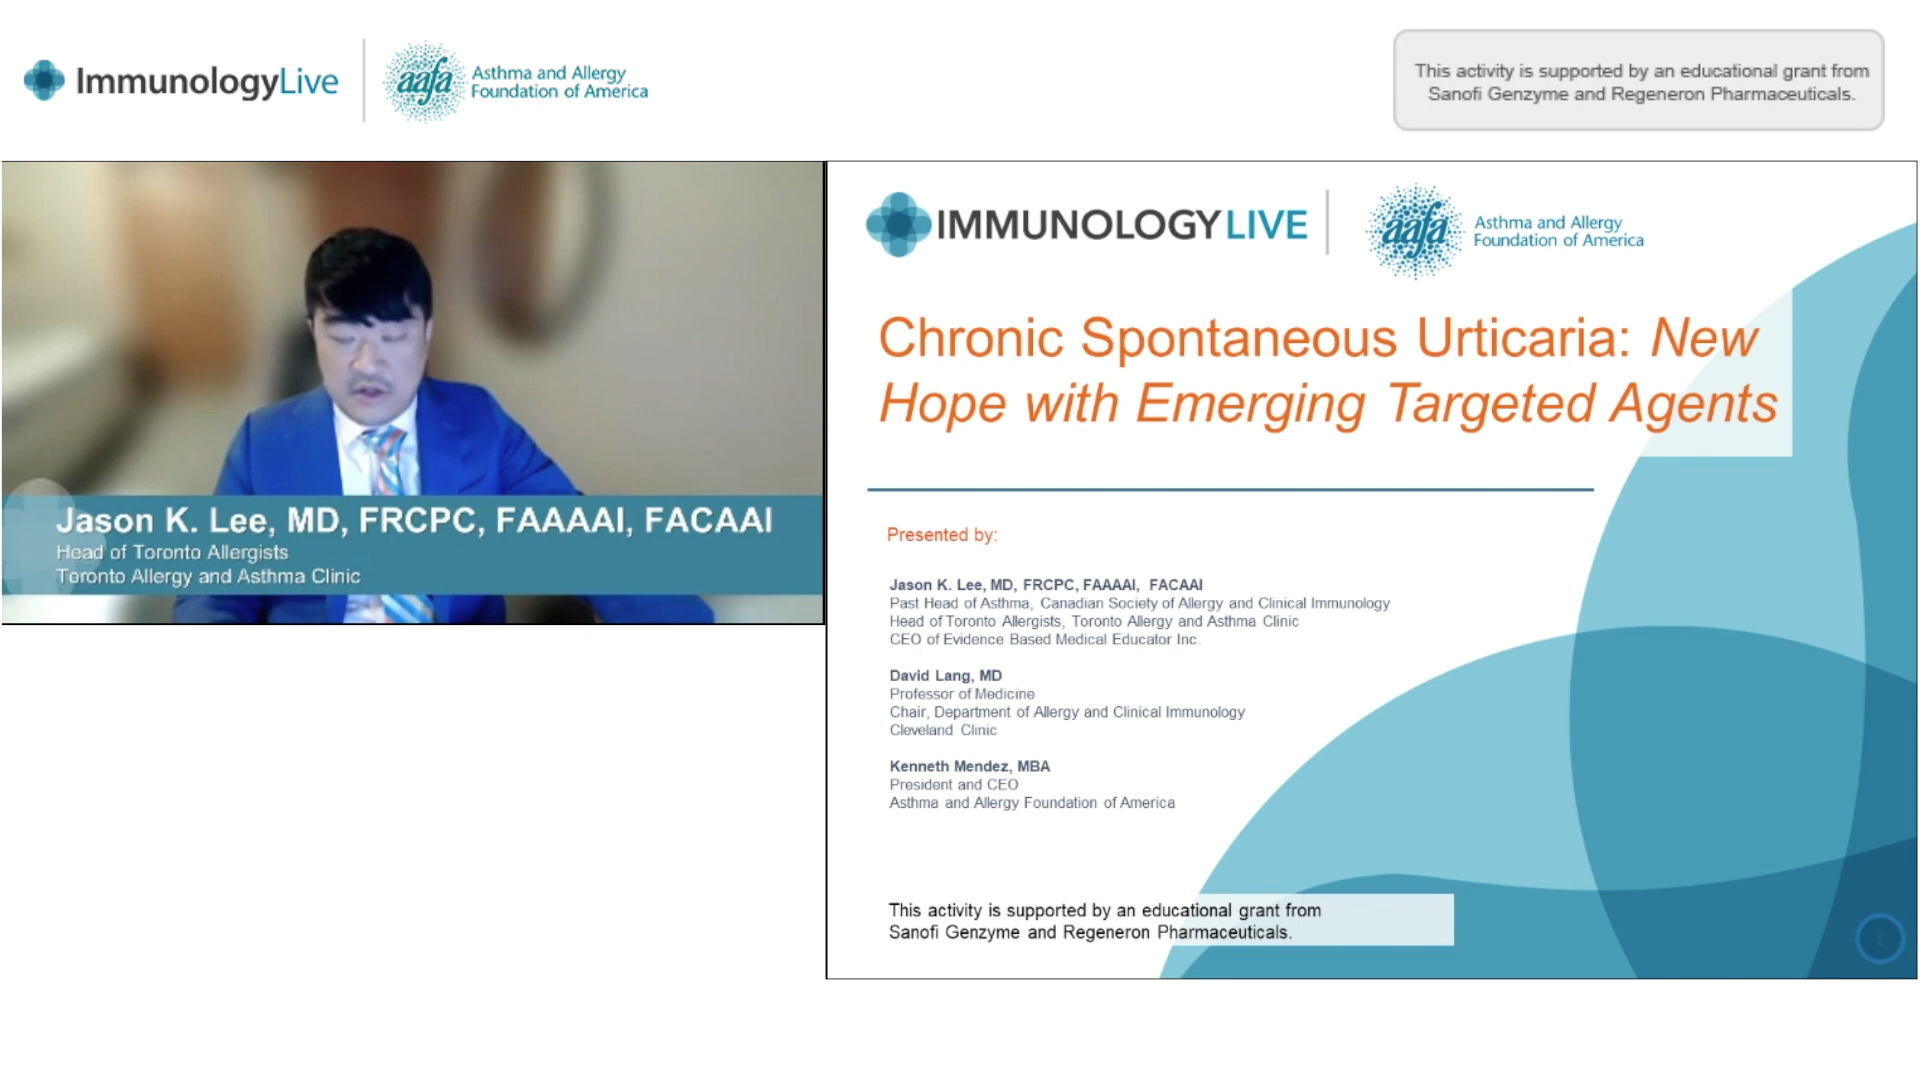 ImmunologyLive
aafa
Asthma and Allergy
Foundation of America
This activity is supported by an educational grant from
Sanofi Genzyme and Regeneron Pharmaceuticals.
Jason K. Lee, MD, FRCPC, FAAAAI, FACAAI
Head of Toronto Allergists
Toronto Allergy and Asthma Clinic
IMMUNOLOGYLIVE
aafa
Asthma and Allergy
Foundation of America
Chronic Spontaneous Urticaria: New
Hope with Emerging Targeted Agents
Presented by:
Jason K. Lee, MD, FRCPC, FAAAAI, FACAAI
Past Head of Asthma, Canadian Society of Allergy and Clinical Immunology
Head of Toronto Allergists, Toronto Allergy and Asthma Clinic
CEO of Evidence Based Medical Educator Inc.
David Lang, MD
Professor of Medicine
Chair, Department of Allergy and Clinical Immunology
Cleveland Clinic
Kenneth Mendez, MBA
President and CEO
Asthma and Allergy Foundation of America
This activity is supported by an educational grant from
Sanofi Genzyme and Regeneron Pharmaceuticals.
1